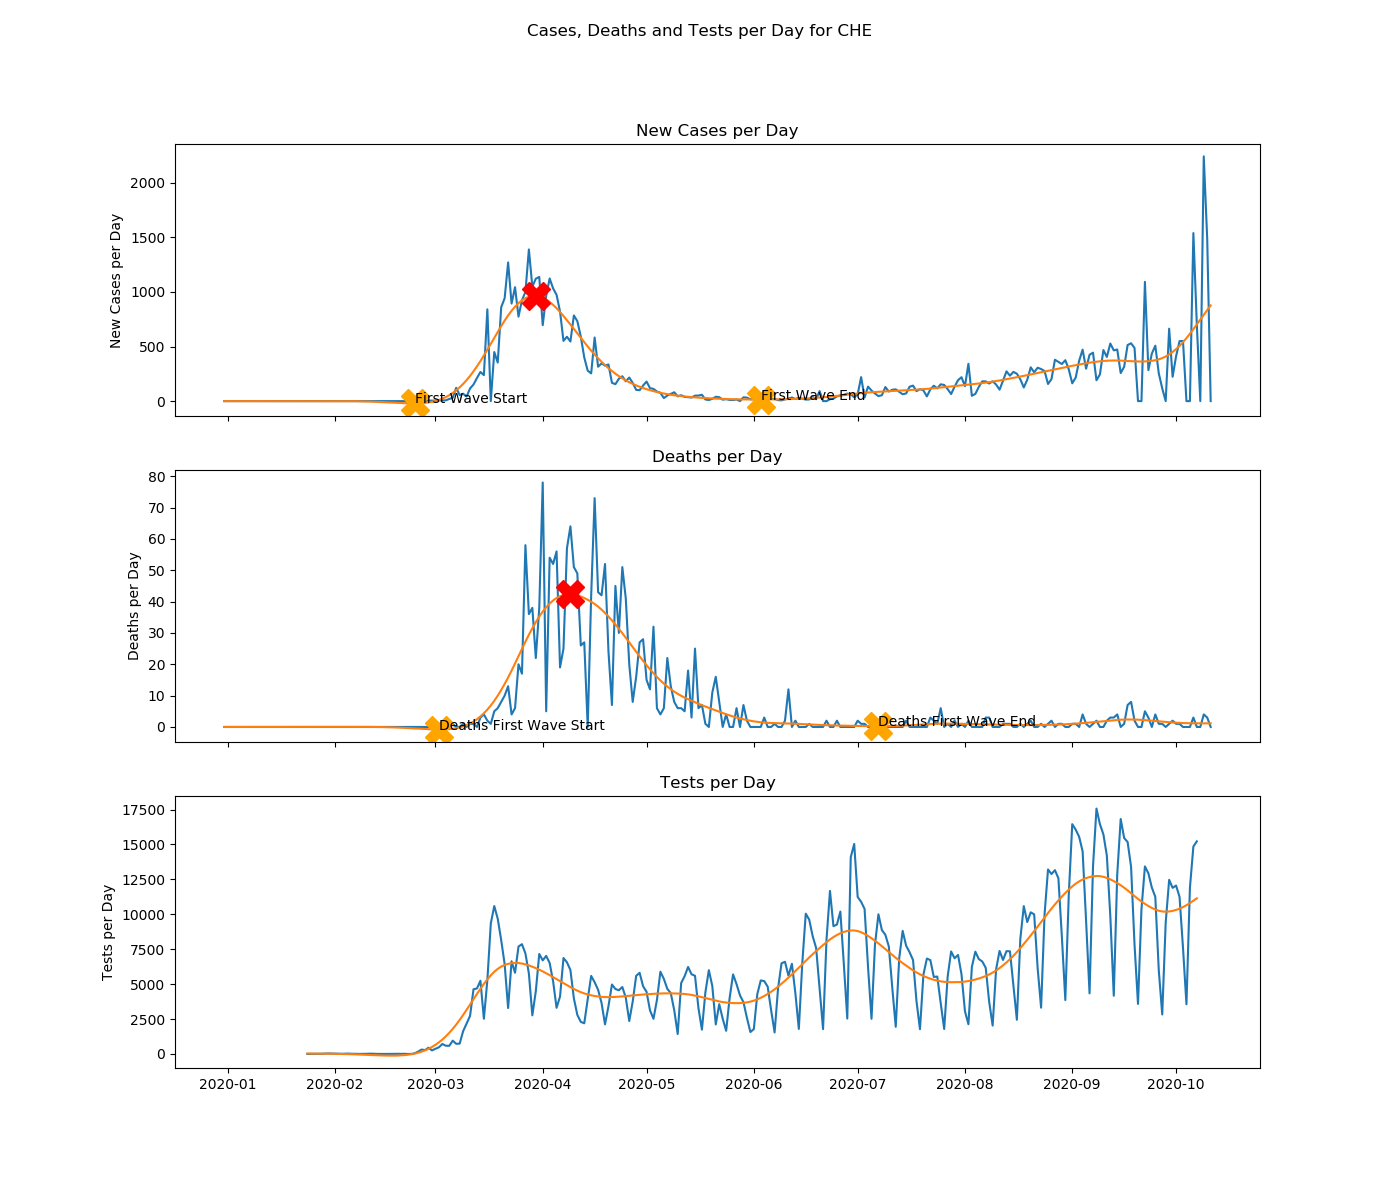 Cases, Deaths and Tests per Day for CHE
New Cases per Day
New Cases per Day
2000
1500
1000
500
0
First Wave Start
First Wave End
Deaths per Day
Deaths per Day
80
70
60
50
40
30
20
10
0
Deaths First Wave Start
Deaths First Wave End
Tests per Day
Tests per Day
17500
15000
12500
10000
7500
5000
2500
0
2020-01 2020-02 2020-03 2020-04 2020-05 2020-06 2020-07 2020-08 2020-09 2020-10